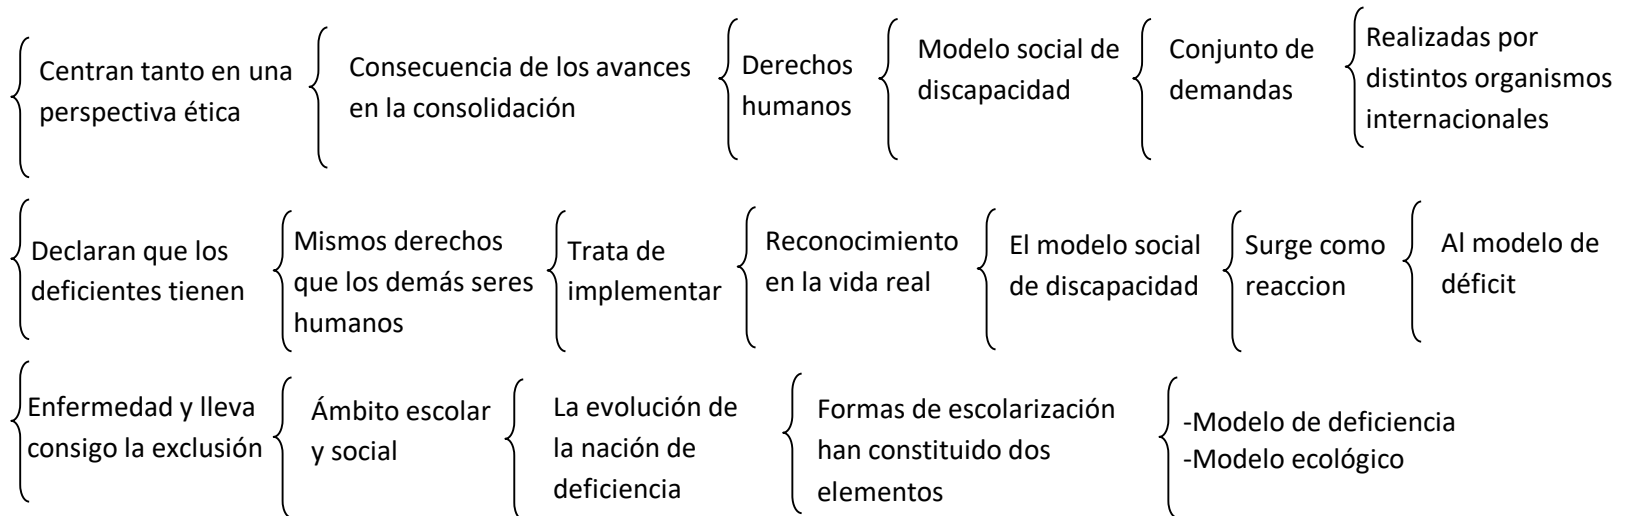 Centran tanto en una
perspectiva ética
Consecuencia de los avances
en la consolidación
Derechos
humanos
Modelo social de
discapacidad
Conjunto de
demandas
Realizadas por
distintos organismos
internacionales
Declaran que los
deficientes tienen
Mismos derechos
que los demás seres
humanos
Trata de
implementar
Reconocimiento
en la vida real
El modelo social
de discapacidad
Surge como
reaccion
Al modelo de
déficit
Enfermedad y lleva
consigo la exclusión
Ámbito escolar
y social
La evolución de
la nación de
deficiencia
Formas de escolarización
han constituido dos
elementos
-Modelo de deficiencia
-Modelo ecológico